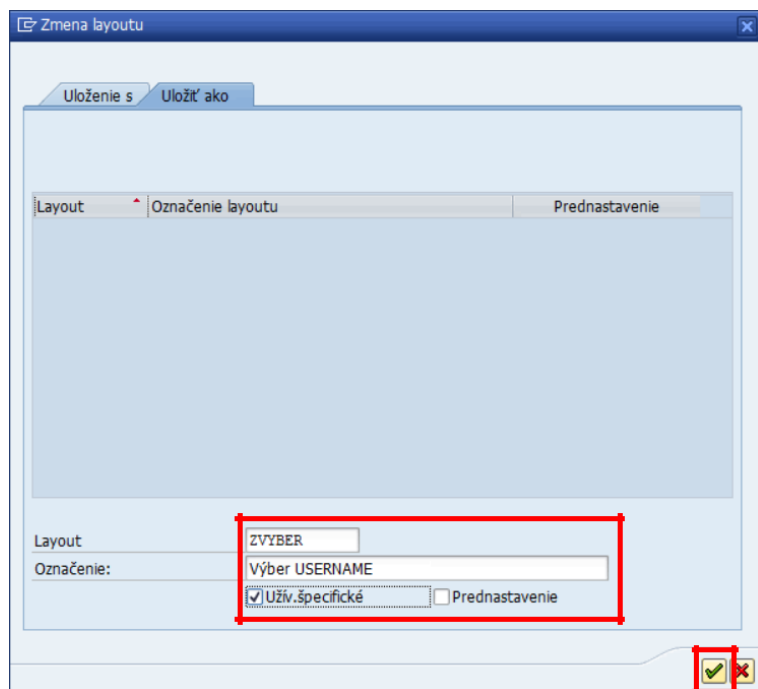 Zmena layoutu
Uloženie s Uložiť ako
Layout Označenie layoutu Prednastavenie
Layout ZVYBER
Označenie: Výber USERNAME
Užív.špecifické Prednastavenie